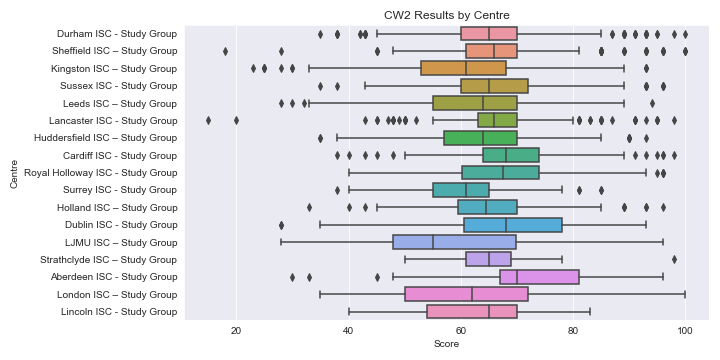 CW2 Results by Centre
Durham ISC - Study Group
Sheffield ISC – Study Group
Kingston ISC – Study Group
Sussex ISC - Study Group
Leeds ISC – Study Group
Lancaster ISC – Study Group
Huddersfield ISC – Study Group
Cardiff ISC - Study Group
Royal Holloway ISC - Study Group
Surrey ISC - Study Group
Holland ISC – Study Group
Dublin ISC - Study Group
LJMU ISC – Study Group
Strathclyde ISC – Study Group
Aberdeen ISC - Study Group
London ISC – Study Group
Lincoln ISC - Study Group
Centre
20 40 60 80 100
Score